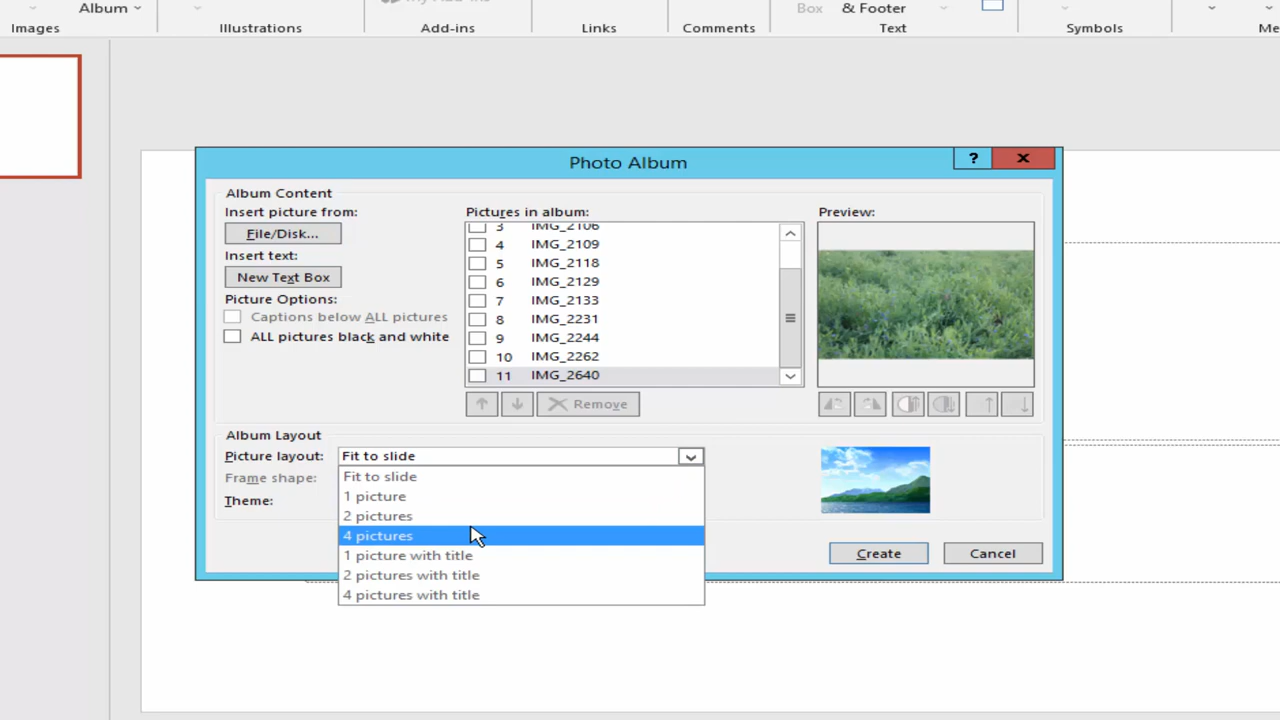 Album
Box
& Footer
Images
Illustrations
Add-ins
Links
Comments
Text
Symbols
Me
Photo Album
?
X
Album Content
Insert picture from:
File/Disk...
Insert text:
New Text Box
Picture Options:
Captions below ALL pictures
ALL pictures black and white
Pictures in album:
3 IMG_2106
4 IMG_2109
5 IMG_2118
6 IMG_2129
7 IMG_2133
8 IMG_2231
9 IMG_2244
10 IMG_2262
11 IMG_2640
Remove
Preview:
Album Layout
Picture layout: Fit to slide
Frame shape:
Theme:
Fit to slide
1 picture
2 pictures
4 pictures
1 picture with title
2 pictures with title
4 pictures with title
Create
Cancel